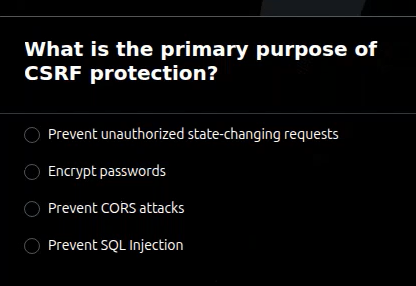 What is the primary purpose of
CSRF protection?
Prevent unauthorized state-changing requests
Encrypt passwords
Prevent CORS attacks
Prevent SQL Injection